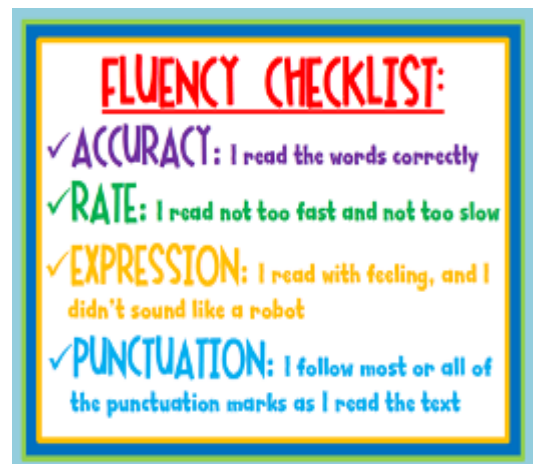 FLUENCY CHECKLIST:
✓ACCURACY: I read the words correctly
✓RATE: I read not too fast and not too slow
✓EXPRESSION: I read with feeling, and I
didn't sound like a robot
✓PUNCTUATION: I follow most or all of
the punctuation marks as I read the text